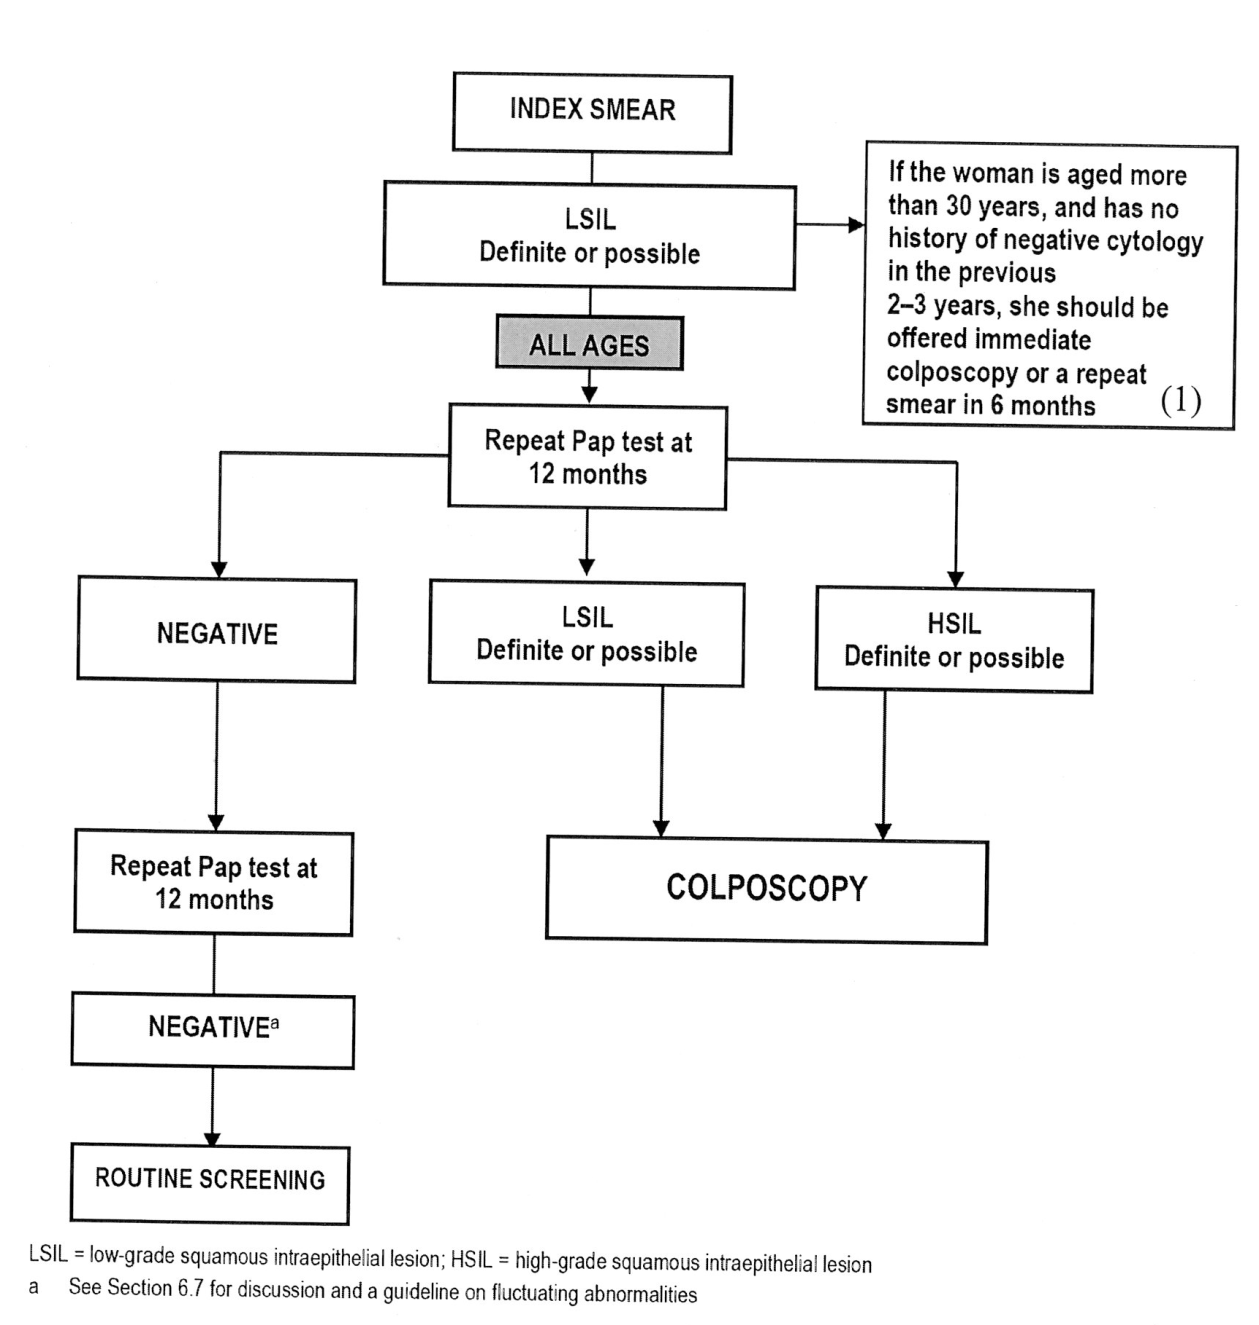 INDEX SMEAR
LSIL
Definite or possible
If the woman is aged more
than 30 years, and has no
history of negative cytology
in the previous
2–3 years, she should be
offered immediate
colposcopy or a repeat
smear in 6 months (1)
ALL AGES
Repeat Pap test at
12 months
NEGATIVE
LSIL
Definite or possible
HSIL
Definite or possible
Repeat Pap test at
12 months
COLPOSCOPY
NEGATIVEᵃ
ROUTINE SCREENING
LSIL = low-grade squamous intraepithelial lesion; HSIL = high-grade squamous intraepithelial lesion
a See Section 6.7 for discussion and a guideline on fluctuating abnormalities